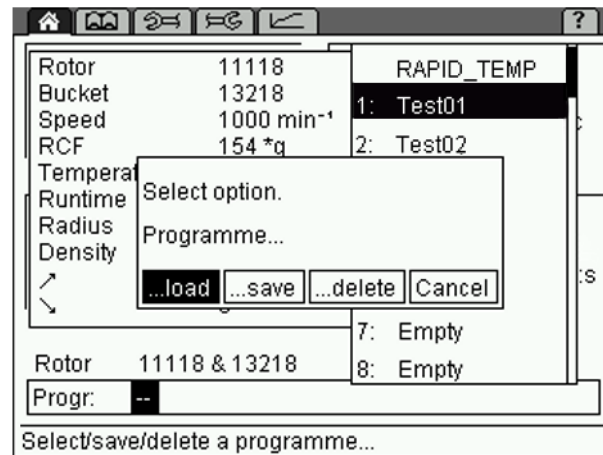 ?
Rotor 11118
Bucket 13218
Speed 1000 min⁻¹
RCF 154 *g
Runtime
Radius
Density
RAPID_TEMP
1: Test01
2: Test02
Select option.
Programme...
...load ...save ...delete Cancel
7: Empty
8: Empty
Rotor 11118 & 13218
Progr: --
Select/save/delete a programme...